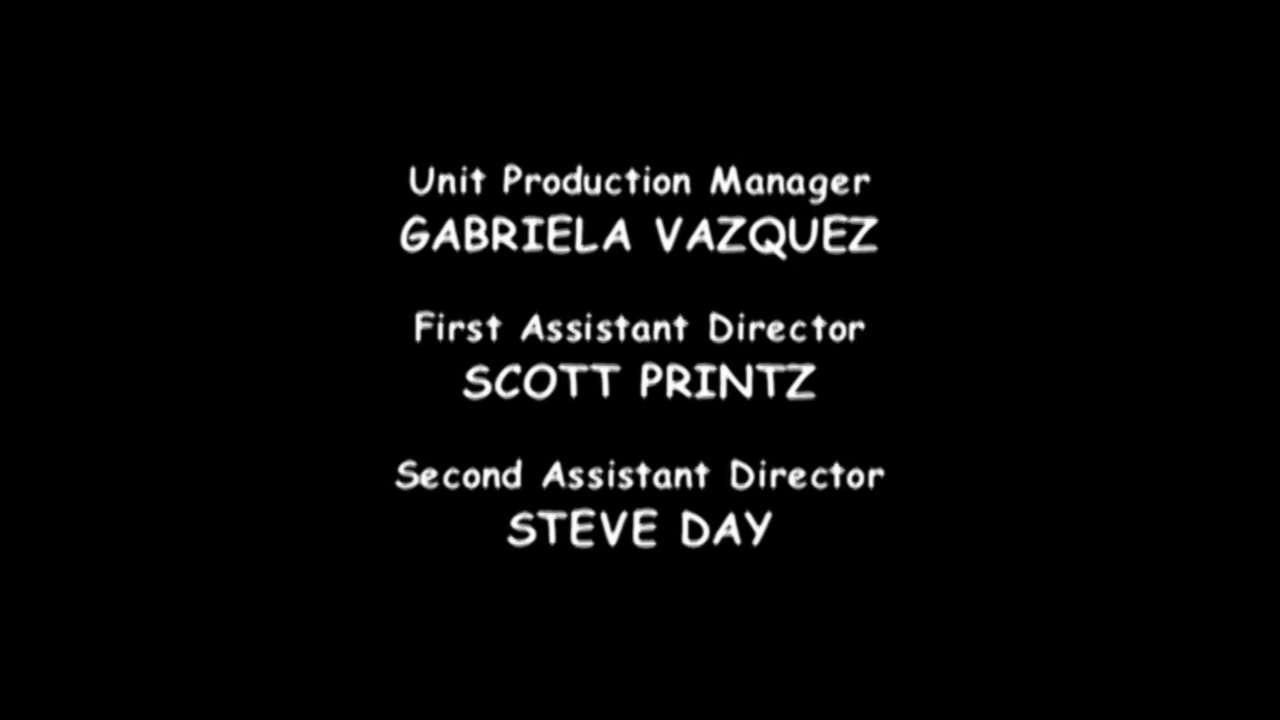 Unit Production Manager
GABRIELA VAZQUEZ
First Assistant Director
SCOTT PRINTZ
Second Assistant Director
STEVE DAY